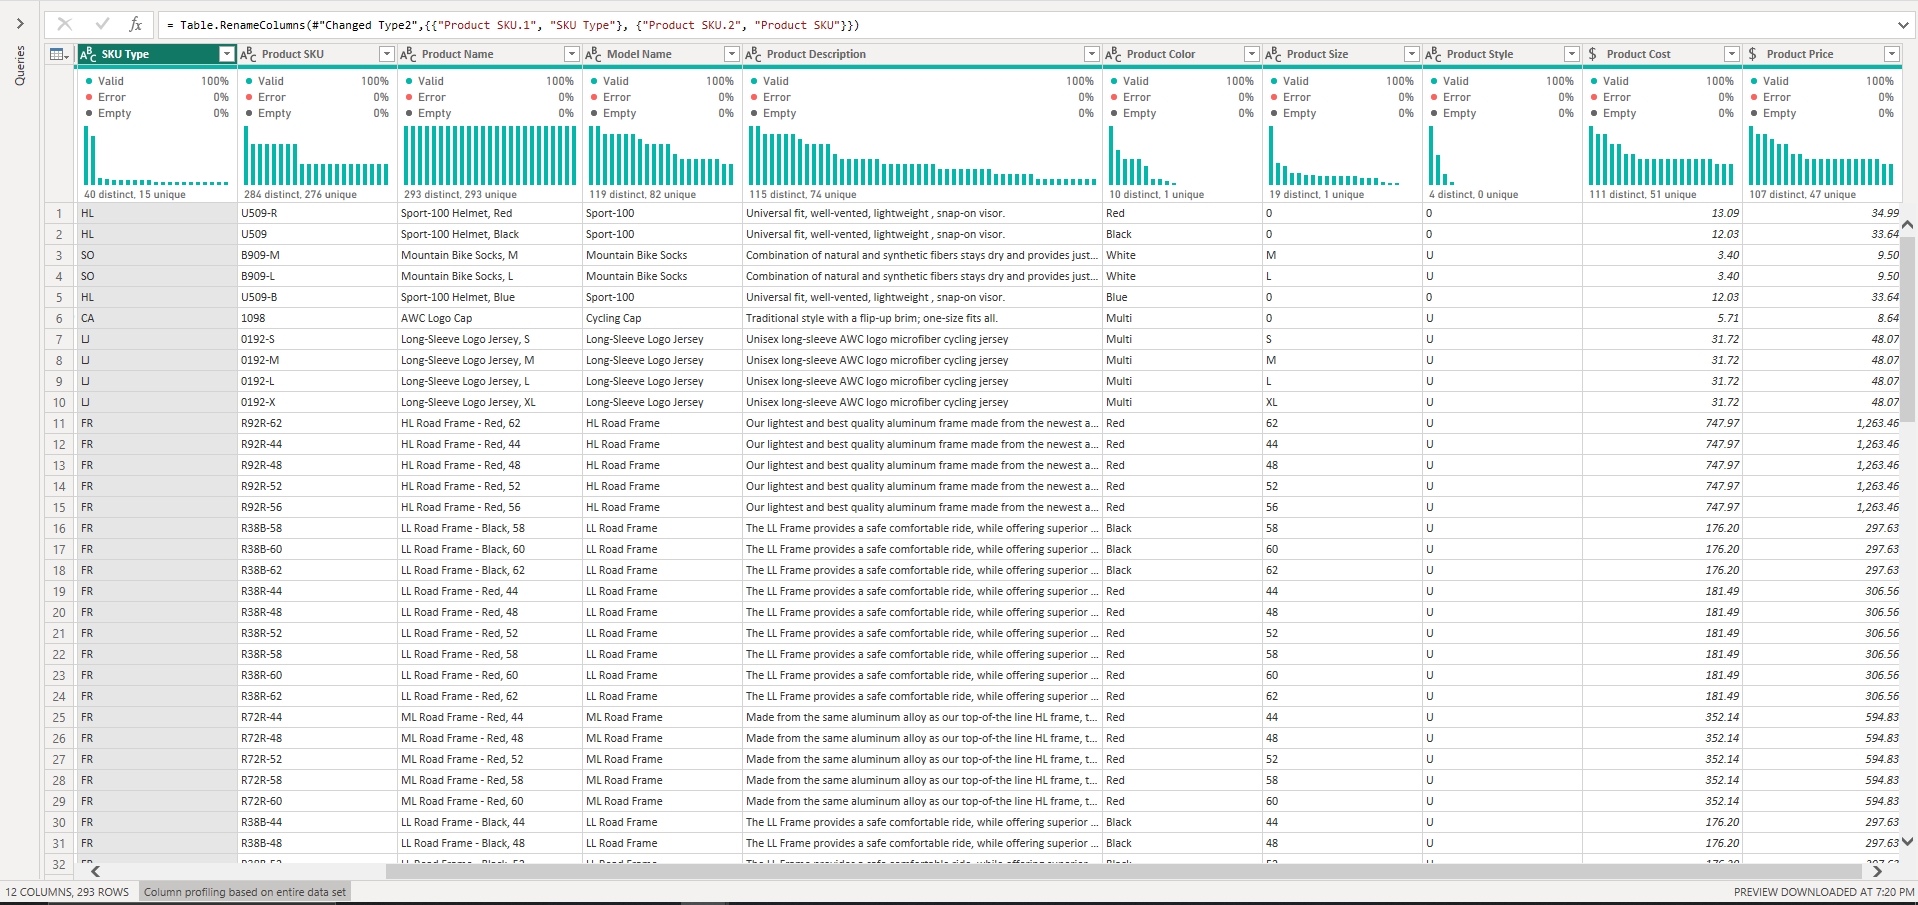 = Table.RenameColumns(#"Changed Type2",{{"Product SKU.1", "SKU Type"}, {"Product SKU.2", "Product SKU"}})
Queries
SKU Type Product SKU Product Name Model Name Product Description Product Color Product Size Product Style $ Product Cost $ Product Price
Valid 100% Valid 100% Valid 100% Valid 100% Valid 100% Valid 100% Valid 100% Valid 100% Valid 100% Valid 100%
Error 0% Error 0% Error 0% Error 0% Error 0% Error 0% Error 0% Error 0% Error 0% Error 0%
Empty 0% Empty 0% Empty 0% Empty 0% Empty 0% Empty 0% Empty 0% Empty 0% Empty 0% Empty 0%
40 distinct, 15 unique 284 distinct, 276 unique 293 distinct, 293 unique 119 distinct, 82 unique 115 distinct, 74 unique 10 distinct, 1 unique 19 distinct, 1 unique 4 distinct, 0 unique 111 distinct, 51 unique 107 distinct, 47 unique
1 HL U509-R Sport-100 Helmet, Red Sport-100 Universal fit, well-vented, lightweight , snap-on visor. Red 0 0 13.09 34.99
2 HL U509 Sport-100 Helmet, Black Sport-100 Universal fit, well-vented, lightweight , snap-on visor. Black 0 0 12.03 33.64
3 SO B909-M Mountain Bike Socks, M Mountain Bike Socks Combination of natural and synthetic fibers stays dry and provides just... White M U 3.40 9.50
4 SO B909-L Mountain Bike Socks, L Mountain Bike Socks Combination of natural and synthetic fibers stays dry and provides just... White L U 3.40 9.50
5 HL U509-B Sport-100 Helmet, Blue Sport-100 Universal fit, well-vented, lightweight , snap-on visor. Blue 0 0 12.03 33.64
6 CA 1098 AWC Logo Cap Cycling Cap Traditional style with a flip-up brim; one-size fits all. Multi 0 U 5.71 8.64
7 LJ 0192-S Long-Sleeve Logo Jersey, S Long-Sleeve Logo Jersey Unisex long-sleeve AWC logo microfiber cycling jersey Multi S U 31.72 48.07
8 LJ 0192-M Long-Sleeve Logo Jersey, M Long-Sleeve Logo Jersey Unisex long-sleeve AWC logo microfiber cycling jersey Multi M U 31.72 48.07
9 LJ 0192-L Long-Sleeve Logo Jersey, L Long-Sleeve Logo Jersey Unisex long-sleeve AWC logo microfiber cycling jersey Multi L U 31.72 48.07
10 LJ 0192-X Long-Sleeve Logo Jersey, XL Long-Sleeve Logo Jersey Unisex long-sleeve AWC logo microfiber cycling jersey Multi XL U 31.72 48.07
11 FR R92R-62 HL Road Frame - Red, 62 HL Road Frame Our lightest and best quality aluminum frame made from the newest a... Red 62 U 747.97 1,263.46
12 FR R92R-44 HL Road Frame - Red, 44 HL Road Frame Our lightest and best quality aluminum frame made from the newest a... Red 44 U 747.97 1,263.46
13 FR R92R-48 HL Road Frame - Red, 48 HL Road Frame Our lightest and best quality aluminum frame made from the newest a... Red 48 U 747.97 1,263.46
14 FR R92R-52 HL Road Frame - Red, 52 HL Road Frame Our lightest and best quality aluminum frame made from the newest a... Red 52 U 747.97 1,263.46
15 FR R92R-56 HL Road Frame - Red, 56 HL Road Frame Our lightest and best quality aluminum frame made from the newest a... Red 56 U 747.97 1,263.46
16 FR R38B-58 LL Road Frame - Black, 58 LL Road Frame The LL Frame provides a safe comfortable ride, while offering superior ... Black 58 U 176.20 297.63
17 FR R38B-60 LL Road Frame - Black, 60 LL Road Frame The LL Frame provides a safe comfortable ride, while offering superior ... Black 60 U 176.20 297.63
18 FR R38B-62 LL Road Frame - Black, 62 LL Road Frame The LL Frame provides a safe comfortable ride, while offering superior ... Black 62 U 176.20 297.63
19 FR R38R-44 LL Road Frame - Red, 44 LL Road Frame The LL Frame provides a safe comfortable ride, while offering superior ... Red 44 U 181.49 306.56
20 FR R38R-48 LL Road Frame - Red, 48 LL Road Frame The LL Frame provides a safe comfortable ride, while offering superior ... Red 48 U 181.49 306.56
21 FR R38R-52 LL Road Frame - Red, 52 LL Road Frame The LL Frame provides a safe comfortable ride, while offering superior ... Red 52 U 181.49 306.56
22 FR R38R-58 LL Road Frame - Red, 58 LL Road Frame The LL Frame provides a safe comfortable ride, while offering superior ... Red 58 U 181.49 306.56
23 FR R38R-60 LL Road Frame - Red, 60 LL Road Frame The LL Frame provides a safe comfortable ride, while offering superior ... Red 60 U 181.49 306.56
24 FR R38R-62 LL Road Frame - Red, 62 LL Road Frame The LL Frame provides a safe comfortable ride, while offering superior ... Red 62 U 181.49 306.56
25 FR R72R-44 ML Road Frame - Red, 44 ML Road Frame Made from the same aluminum alloy as our top-of-the line HL frame, t... Red 44 U 352.14 594.83
26 FR R72R-48 ML Road Frame - Red, 48 ML Road Frame Made from the same aluminum alloy as our top-of-the line HL frame, t... Red 48 U 352.14 594.83
27 FR R72R-52 ML Road Frame - Red, 52 ML Road Frame Made from the same aluminum alloy as our top-of-the line HL frame, t... Red 52 U 352.14 594.83
28 FR R72R-58 ML Road Frame - Red, 58 ML Road Frame Made from the same aluminum alloy as our top-of-the line HL frame, t... Red 58 U 352.14 594.83
29 FR R72R-60 ML Road Frame - Red, 60 ML Road Frame Made from the same aluminum alloy as our top-of-the line HL frame, t... Red 60 U 352.14 594.83
30 FR R38B-44 LL Road Frame - Black, 44 LL Road Frame The LL Frame provides a safe comfortable ride, while offering superior ... Black 44 U 176.20 297.63
31 FR R38B-48 LL Road Frame - Black, 48 LL Road Frame The LL Frame provides a safe comfortable ride, while offering superior ... Black 48 U 176.20 297.63
32
12 COLUMNS, 293 ROWS Column profiling based on entire data set PREVIEW DOWNLOADED AT 7:20 PM